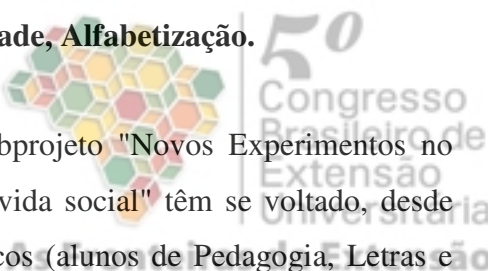 ade, Alfabetização.
5º
Congresso
Brasileiro de
Extensão
Universitária
bprojeto "Novos Experimentos no
vida social" têm se voltado, desde
cos (alunos de Pedagogia, Letras e